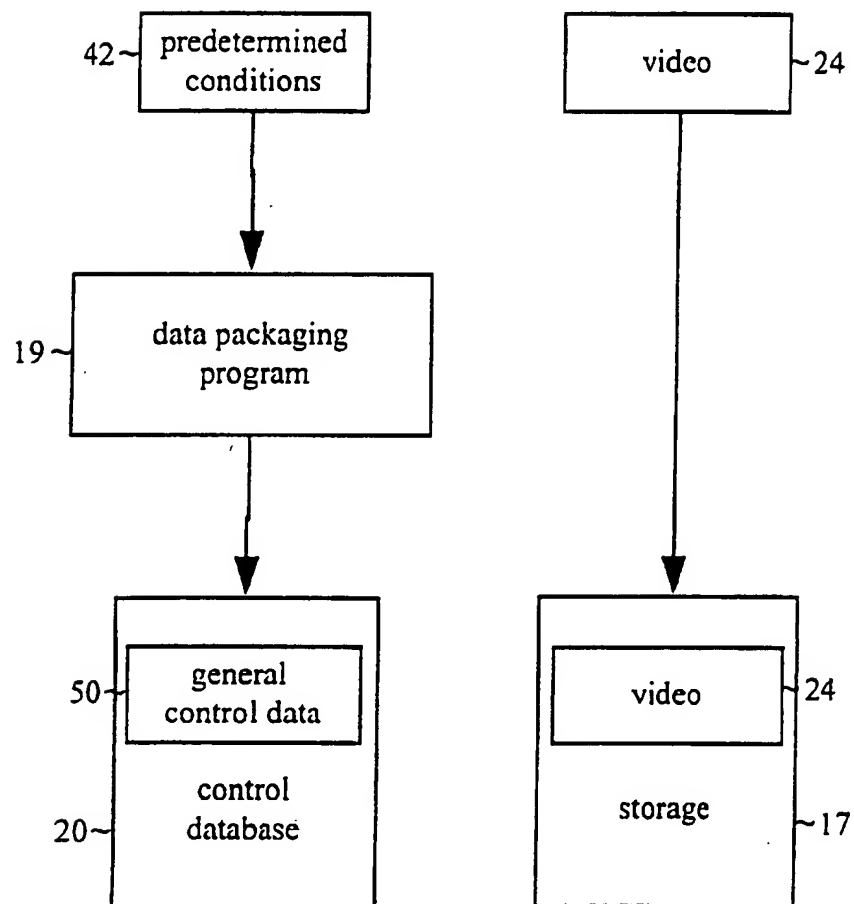 42~
predetermined
conditions
video
~24
19~
data packaging
program
50~
general
control data
video
~24
control
database
20~
storage
~17